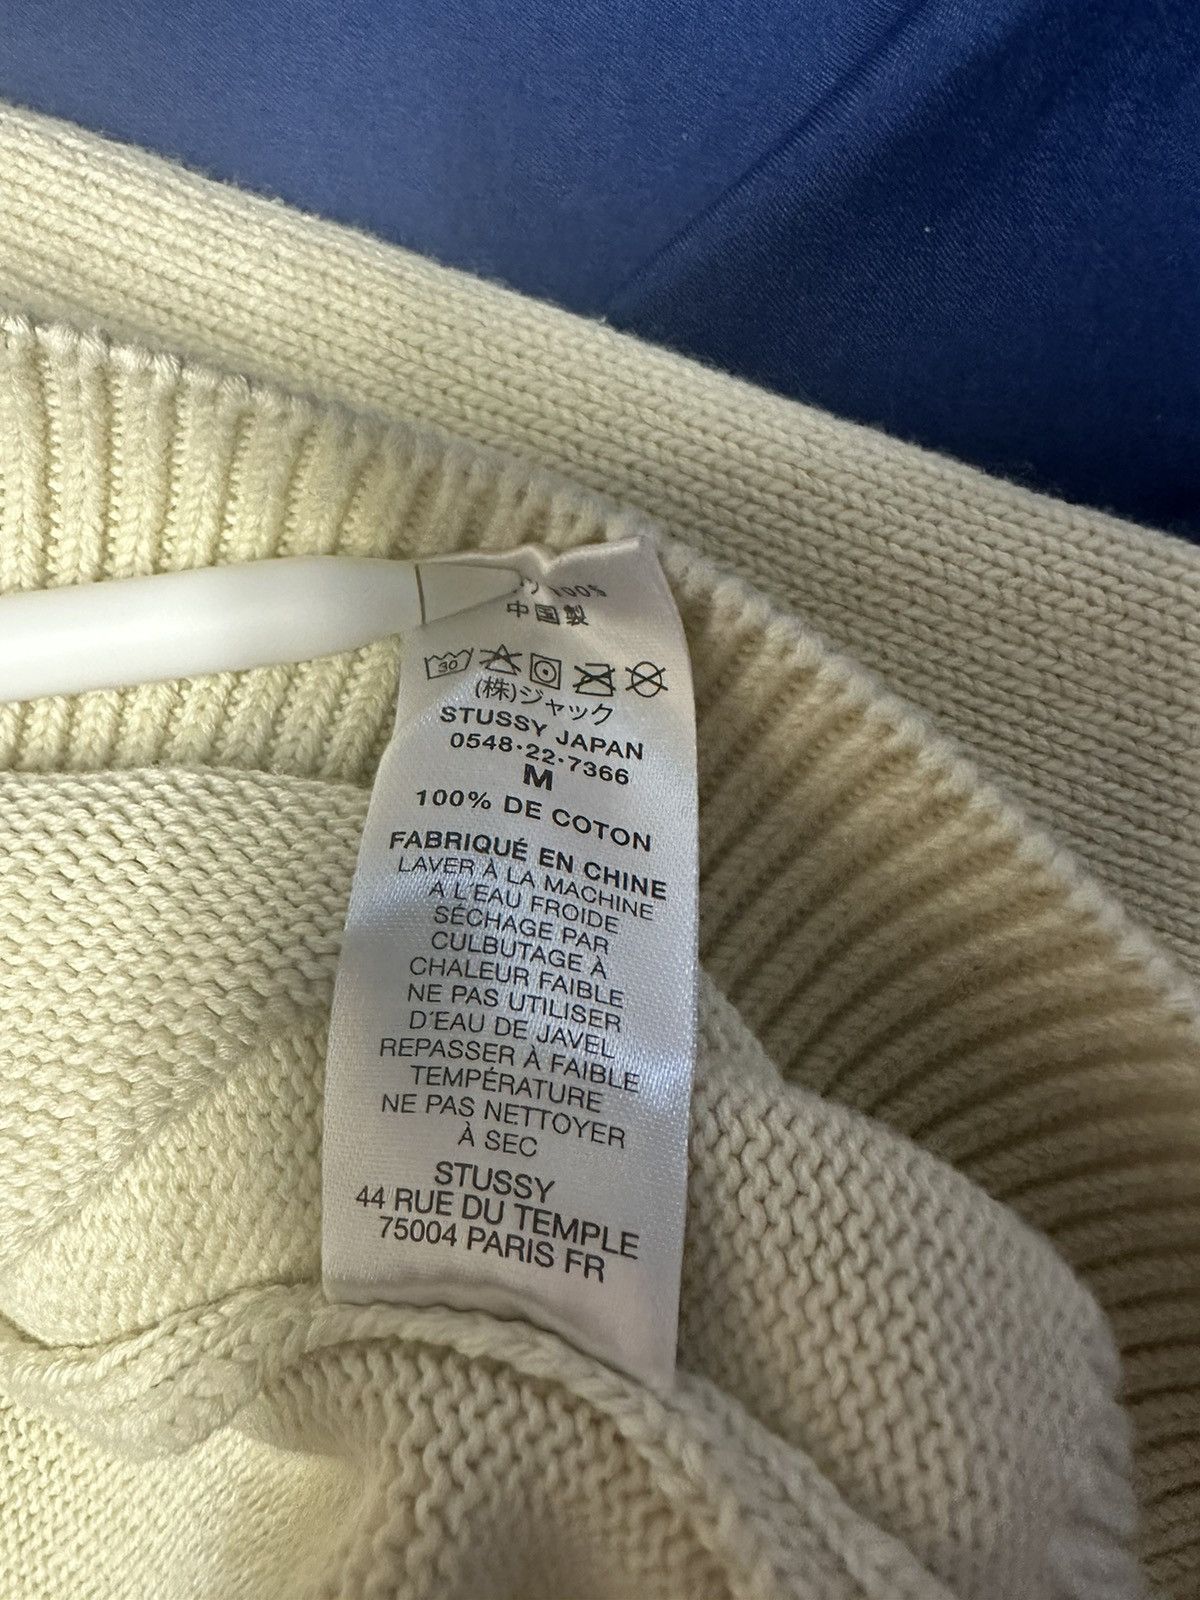 100%
中国製
30
(株)ジャック
STUSSY JAPAN
0548·22·7366
M
100% DE COTON
FABRIQUÉ EN CHINE
LAVER À LA MACHINE
A L'EAU FROIDE
SÉCHAGE PAR
CULBUTAGE À
CHALEUR FAIBLE
NE PAS UTILISER
D'EAU DE JAVEL
REPASSER À FAIBLE
TEMPÉRATURE
NE PAS NETTOYER
À SEC
STUSSY
44 RUE DU TEMPLE
75004 PARIS FR